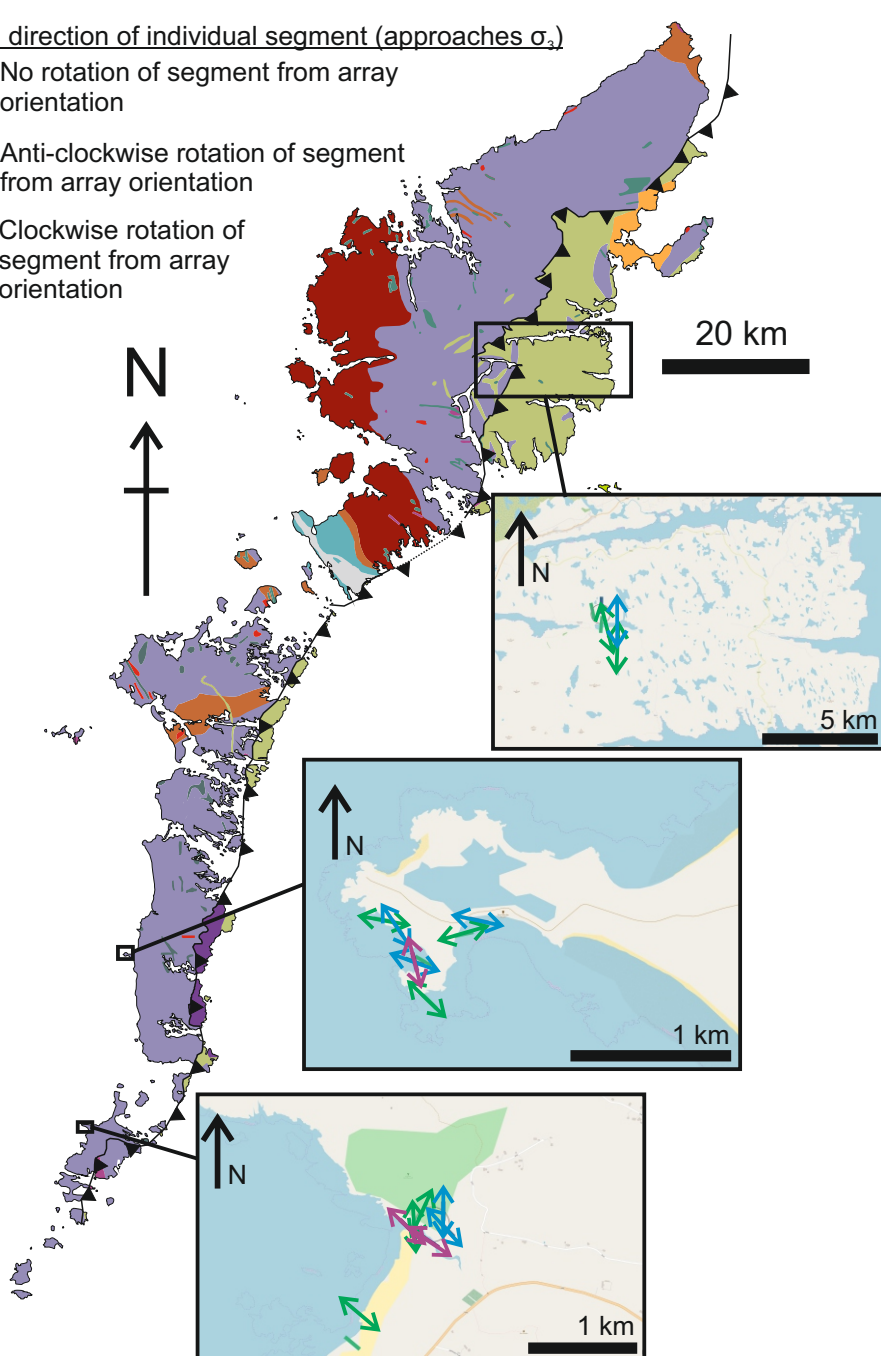 direction of individual segment (approaches σ₃)
No rotation of segment from array
orientation
Anti-clockwise rotation of segment
from array orientation
Clockwise rotation of
segment from array
orientation
N
20 km
N
5 km
N
1 km
N
1 km